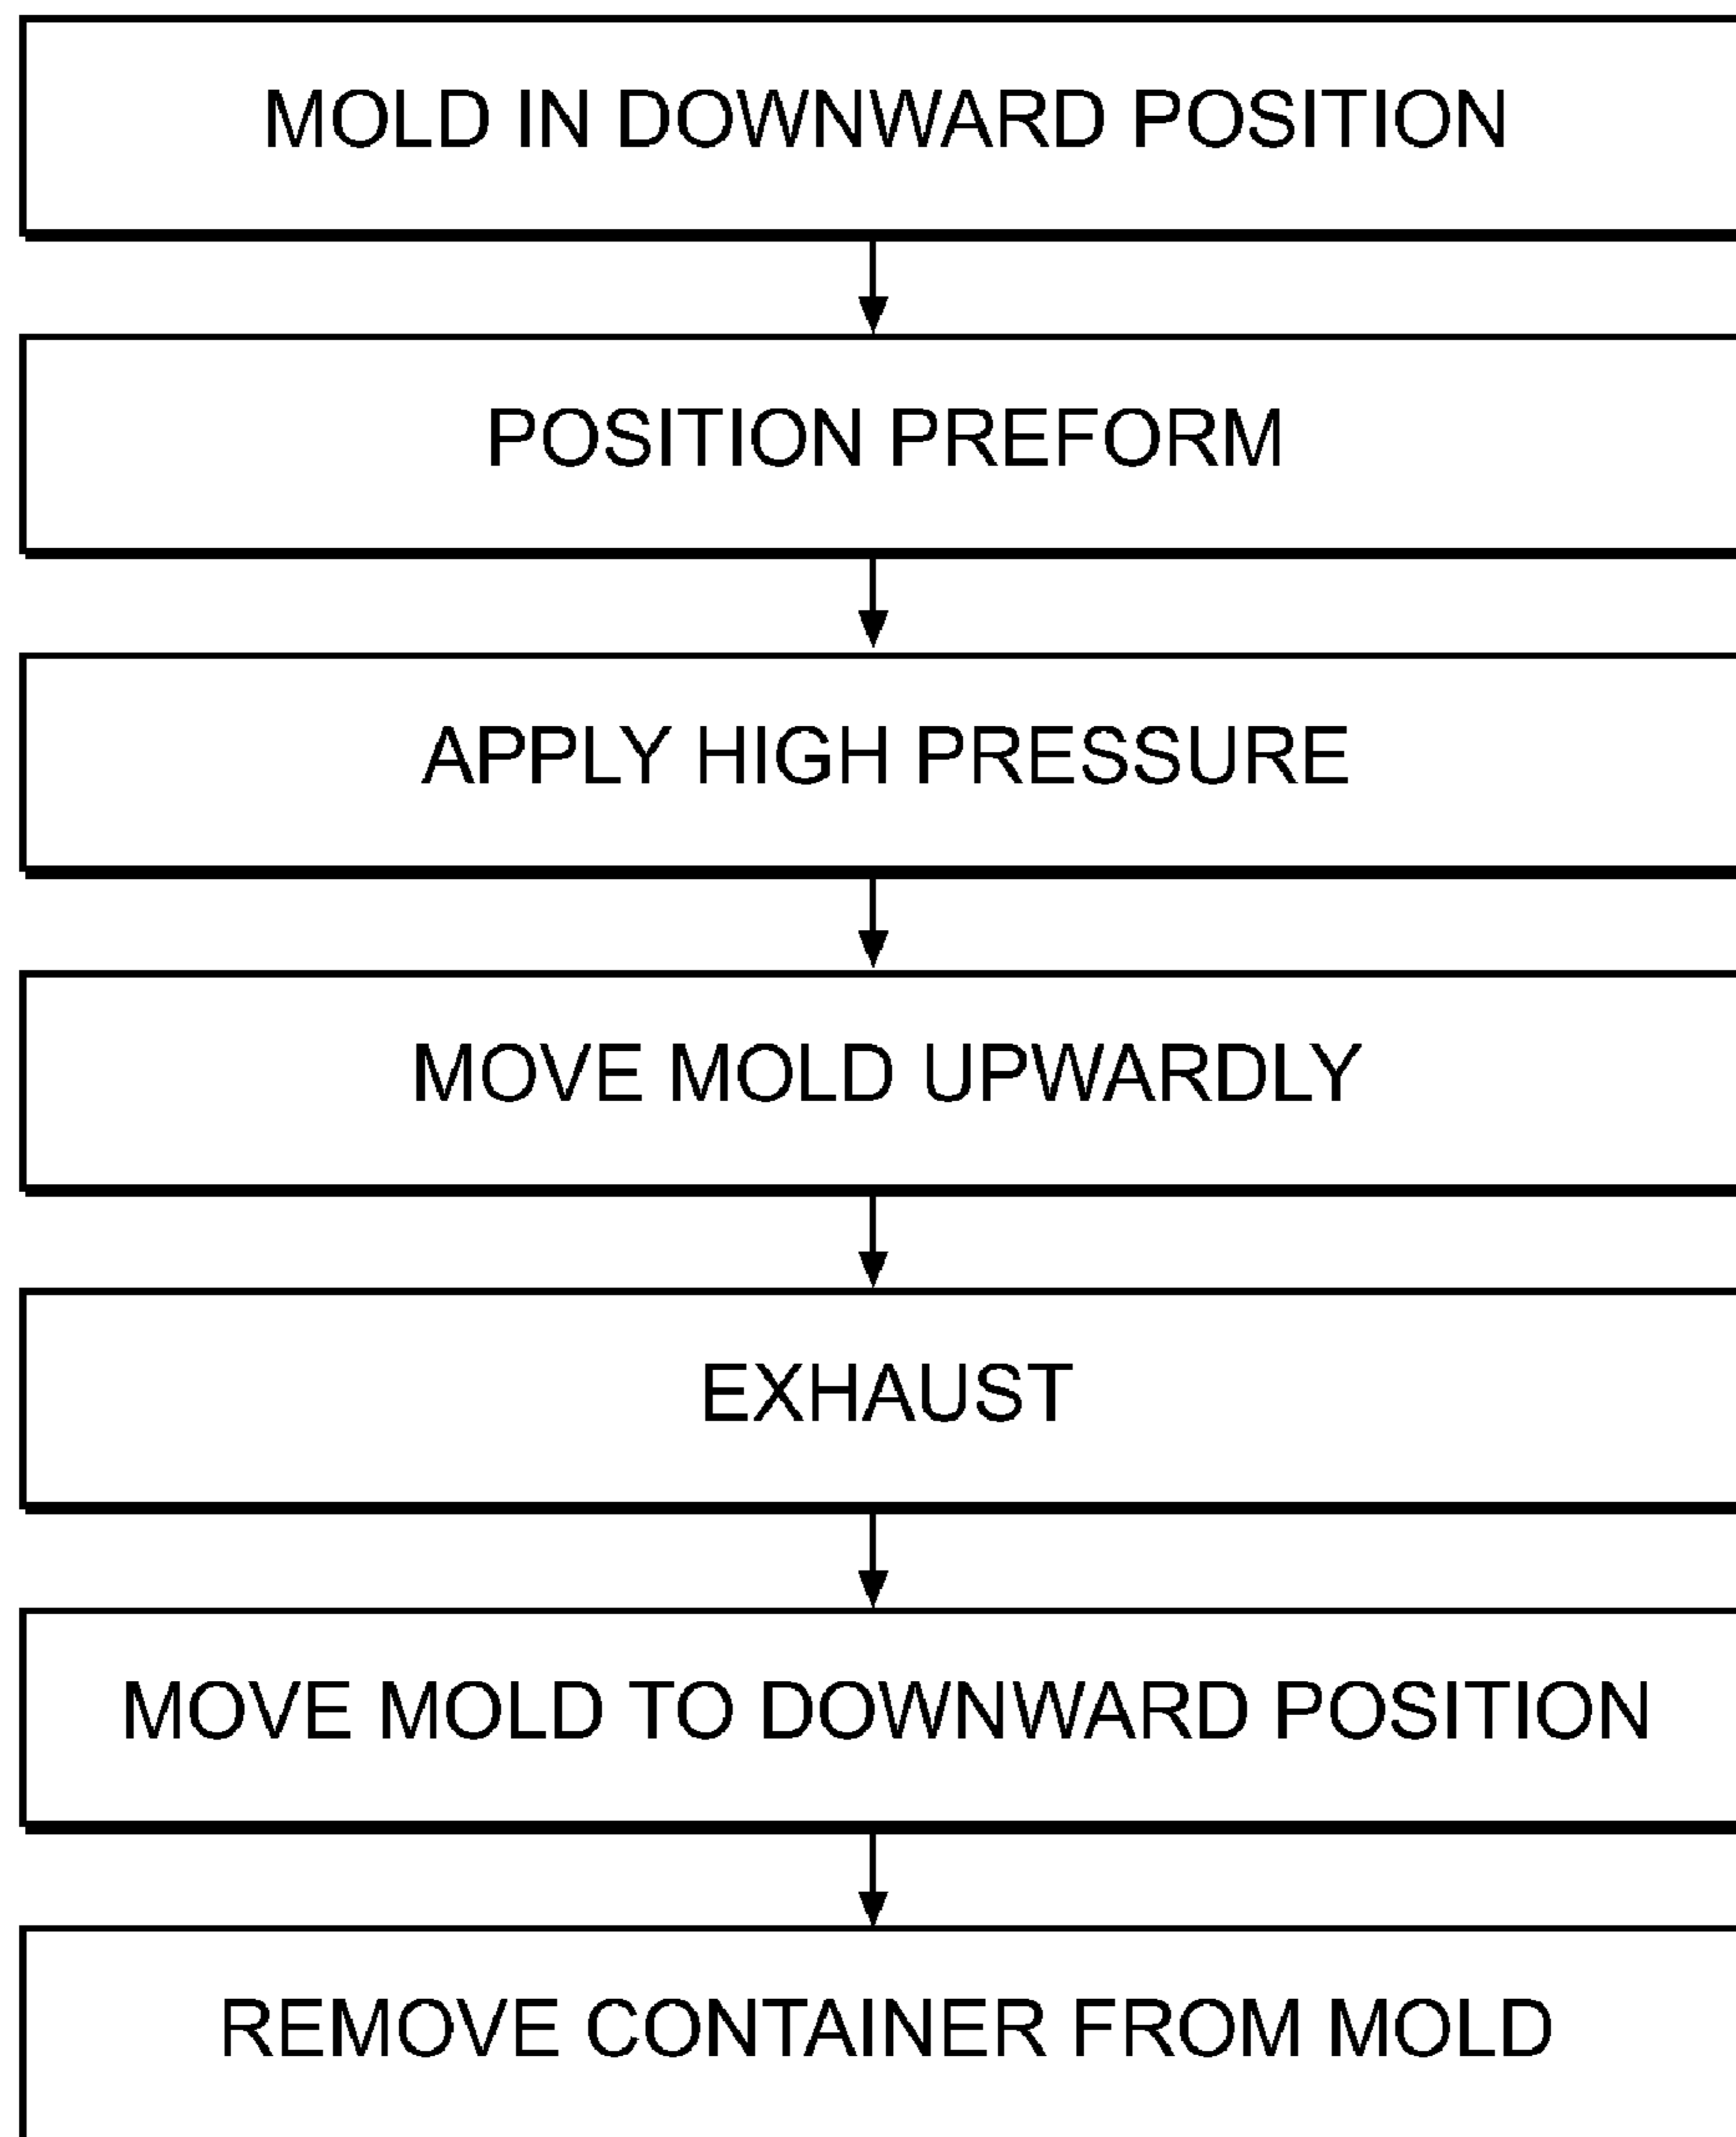 MOLD IN DOWNWARD POSITION
POSITION PREFORM
APPLY HIGH PRESSURE
MOVE MOLD UPWARDLY
EXHAUST
MOVE MOLD TO DOWNWARD POSITION
REMOVE CONTAINER FROM MOLD